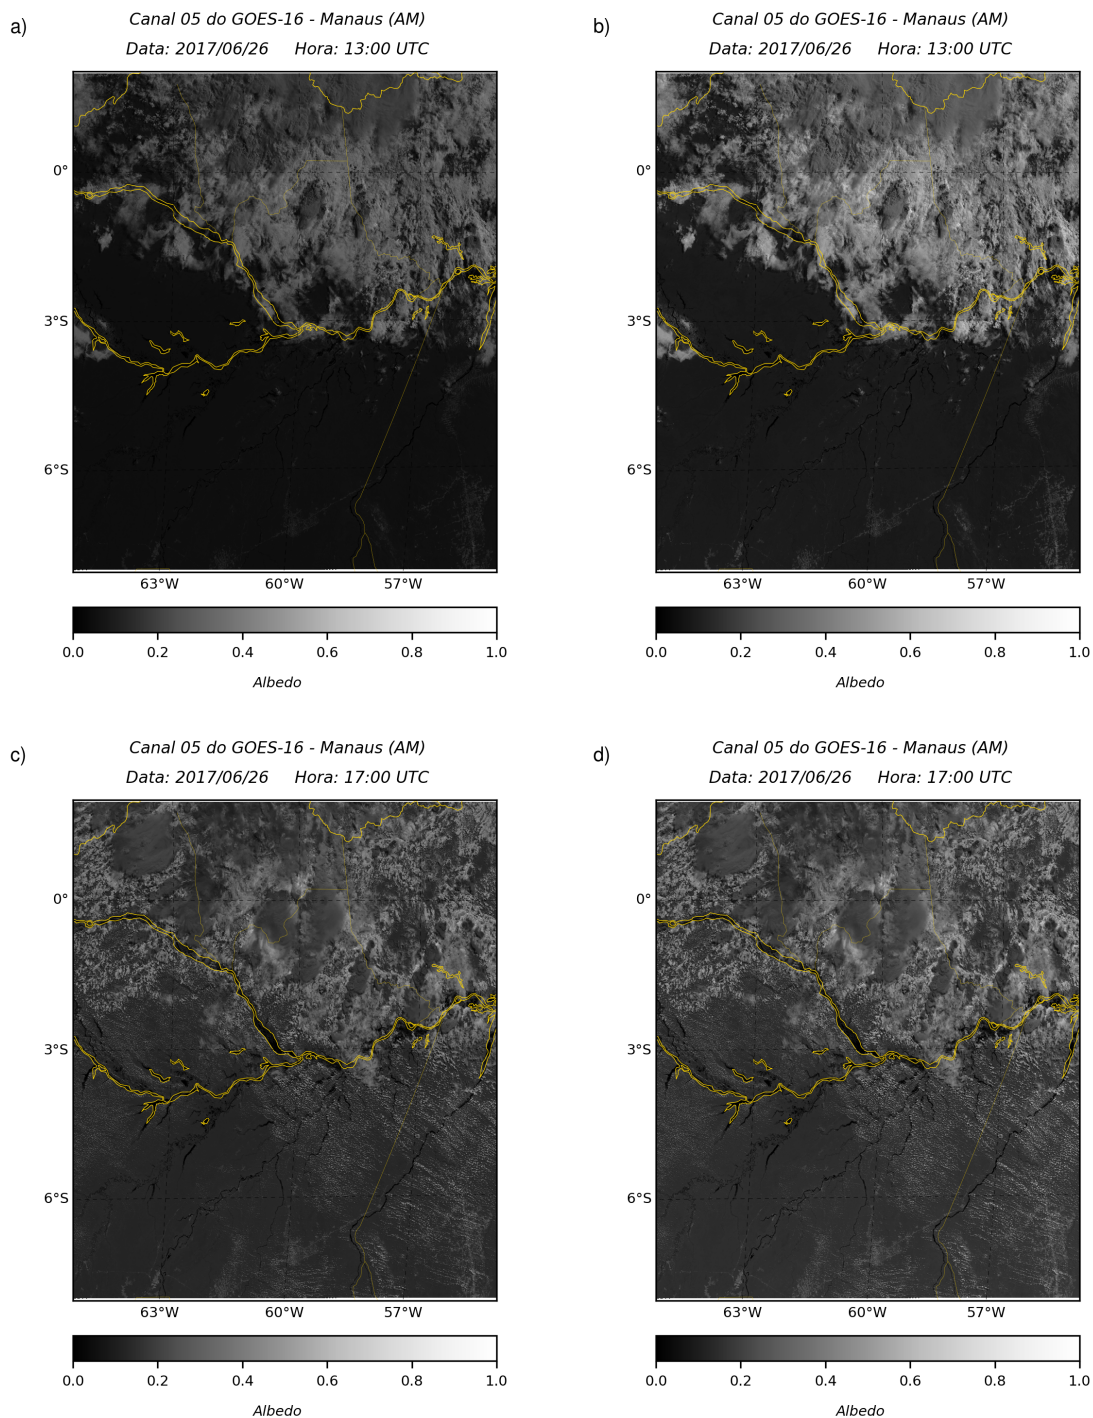 a)
Canal 05 do GOES-16 - Manaus (AM)
Data: 2017/06/26 Hora: 13:00 UTC
0°
3°S
6°S
63°W 60°W 57°W
0.0 0.2 0.4 0.6 0.8 1.0
Albedo
b)
Canal 05 do GOES-16 - Manaus (AM)
Data: 2017/06/26 Hora: 13:00 UTC
0°
3°S
6°S
63°W 60°W 57°W
0.0 0.2 0.4 0.6 0.8 1.0
Albedo
c)
Canal 05 do GOES-16 - Manaus (AM)
Data: 2017/06/26 Hora: 17:00 UTC
0°
3°S
6°S
63°W 60°W 57°W
0.0 0.2 0.4 0.6 0.8 1.0
Albedo
d)
Canal 05 do GOES-16 - Manaus (AM)
Data: 2017/06/26 Hora: 17:00 UTC
0°
3°S
6°S
63°W 60°W 57°W
0.0 0.2 0.4 0.6 0.8 1.0
Albedo